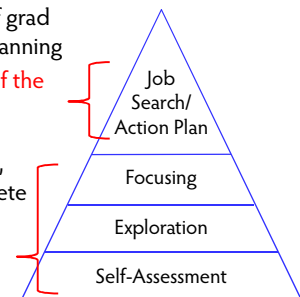 grad
anning
f the
,
ete
Job
Search/
Action Plan
Focusing
Exploration
Self-Assessment